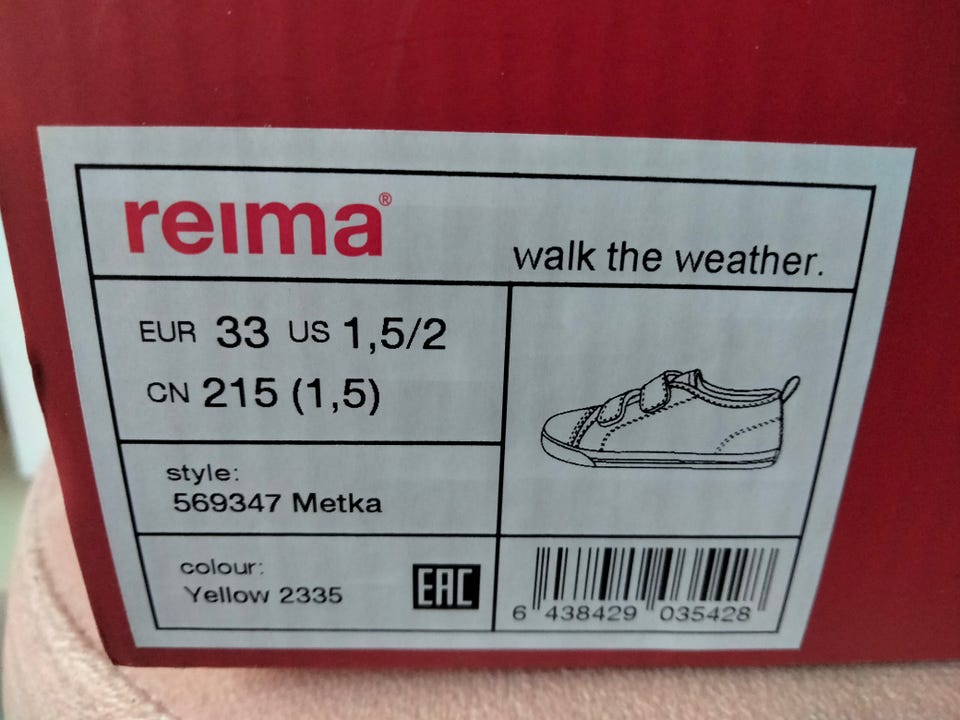 reima®
walk the weather.
EUR 33 US 1,5/2
CN 215 (1,5)
style:
569347 Metka
colour:
Yellow 2335
EAC
6 438429 035428